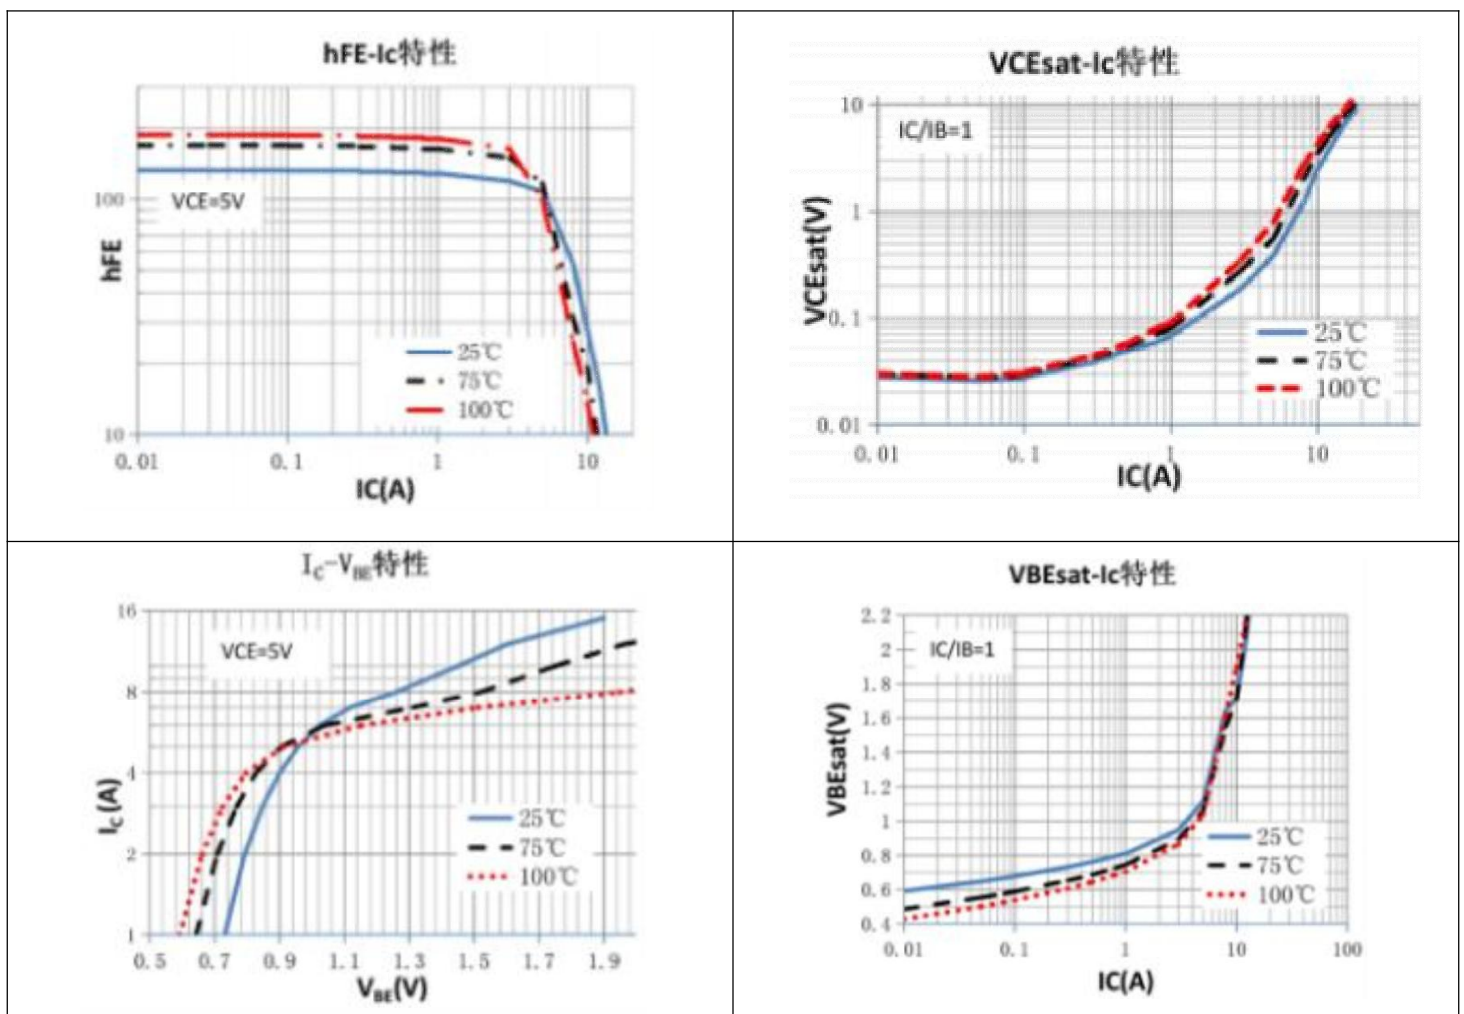 hFE-Ic特性
VCE=5V
100
10
hFE
25℃
75℃
100℃
0.01 0.1 1 10
IC(A)
VCEsat-Ic特性
IC/IB=1
10
1
0.1
0.01
VCEsat(V)
25℃
75℃
100℃
0.01 0.1 1 10
IC(A)
IC-VBE特性
VCE=5V
16
8
4
2
1
IC(A)
25℃
75℃
100℃
0.5 0.7 0.9 1.1 1.3 1.5 1.7 1.9
VBE(V)
VBEsat-Ic特性
IC/IB=1
2.2
2
1.8
1.6
1.4
1.2
1
0.8
0.6
0.4
VBEsat(V)
25℃
75℃
100℃
0.01 0.1 1 10 100
IC(A)